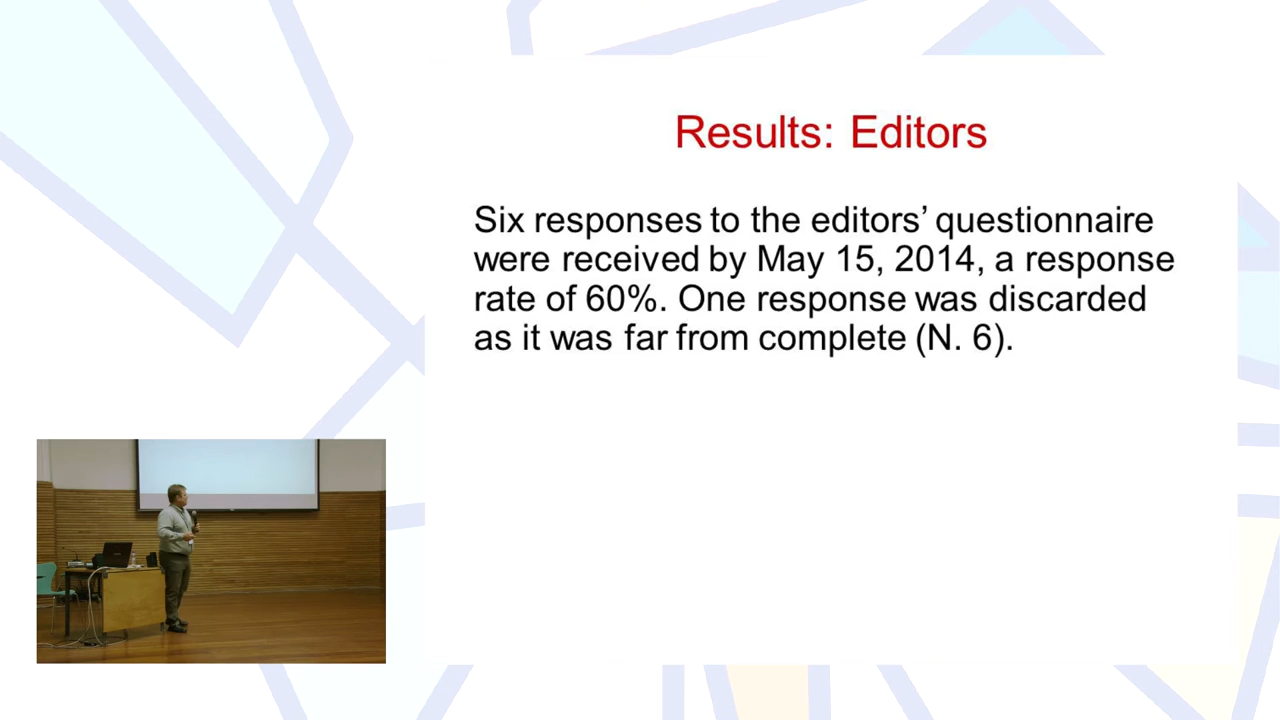 Results: Editors
Six responses to the editors’ questionnaire
were received by May 15, 2014, a response
rate of 60%. One response was discarded
as it was far from complete (N. 6).